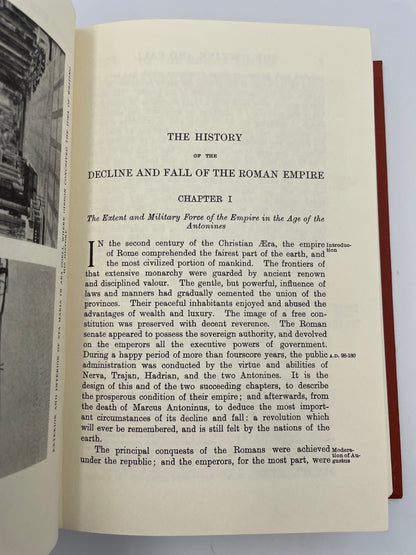 THE HISTORY
OF THE
DECLINE AND FALL OF THE ROMAN EMPIRE
CHAPTER I
The Extent and Military Force of the Empire in the Age of the
Antonines
IN the second century of the Christian Æra, the empire
Introduc-
tion
of Rome comprehended the fairest part of the earth, and
the most civilized portion of mankind. The frontiers of
that extensive monarchy were guarded by ancient renown
and disciplined valour. The gentle, but powerful, influence of
laws and manners had gradually cemented the union of the
provinces. Their peaceful inhabitants enjoyed and abused the
advantages of wealth and luxury. The image of a free con-
stitution was preserved with decent reverence. The Roman
senate appeared to possess the sovereign authority, and devolved
on the emperors all the executive powers of government.
During a happy period of more than fourscore years, the public
A.D. 98-180
administration was conducted by the virtue and abilities of
Nerva, Trajan, Hadrian, and the two Antonines. It is the
design of this and of the two succeeding chapters, to describe
the prosperous condition of their empire; and afterwards, from
the death of Marcus Antoninus, to deduce the most impor-
tant circumstances of its decline and fall: a revolution which
will ever be remembered, and is still felt by the nations of the
earth.
The principal conquests of the Romans were achieved
Modera-
tion of Au-
gustus
under the republic; and the emperors, for the most part, were